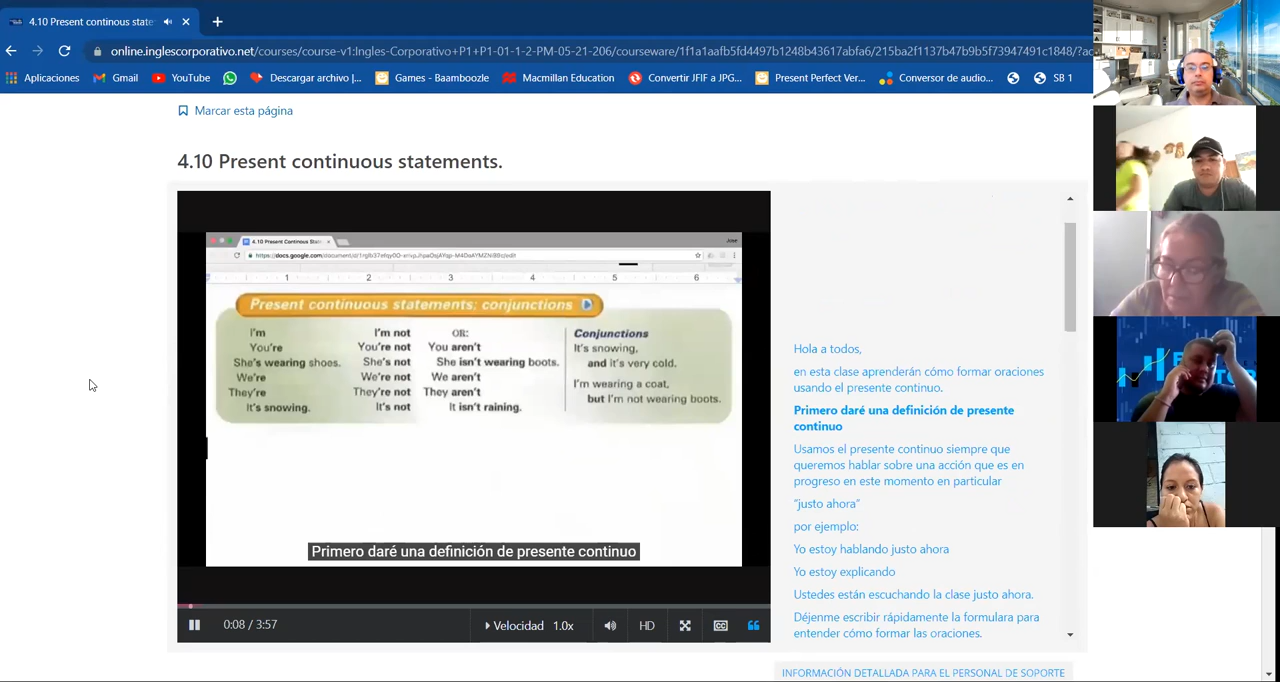 4.10 Present continuous state
online.inglescorporativo.net/courses/course-v1:Ingles-Corporativo+P1+P1-01-1-2-PM-05-21-206/courseware/1f1a1aafb5fd4497b1248b43617abfa6/215ba2f1137b47b9b5f73947491c1848/?ac
Aplicaciones Gmail YouTube Descargar archivo |... Games - Baamboozle Macmillan Education Convertir JFIF a JPG... Present Perfect Ver... Conversor de audio... SB 1
Marcar esta página
4.10 Present continuous statements.
4.10 Present Continous State
Present continuous statements; conjunctions
I'm I'm not OR: Conjunctions
You're You're not You aren't It's snowing,
She's wearing shoes. She's not She isn't wearing boots. and it's very cold.
We're We're not We aren't I'm wearing a coat,
They're They're not They aren't but I'm not wearing boots.
It's snowing. It's not It isn't raining.
Primero daré una definición de presente continuo
0:08 / 3:57 Velocidad 1.0x HD CC
Hola a todos,
en esta clase aprenderán cómo formar oraciones
usando el presente continuo.
Primero daré una definición de presente
continuo
Usamos el presente continuo siempre que
queremos hablar sobre una acción que es en
progreso en este momento en particular
“justo ahora”
por ejemplo:
Yo estoy hablando justo ahora
Yo estoy explicando
Ustedes están escuchando la clase justo ahora.
Déjenme escribir rápidamente la formulara para
entender cómo formar las oraciones.
INFORMACIÓN DETALLADA PARA EL PERSONAL DE SOPORTE